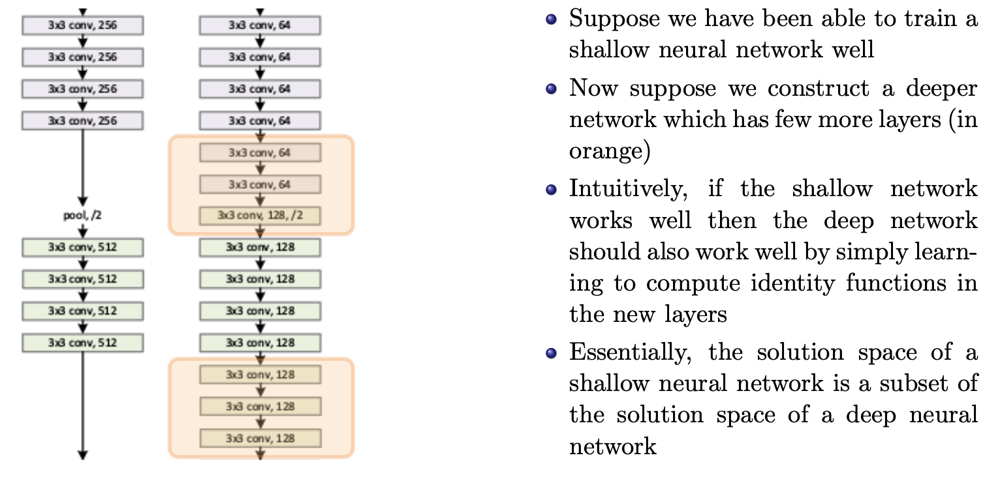 3x3 conv, 256
3x3 conv, 256
3x3 conv, 256
3x3 conv, 256
pool, /2
3x3 conv, 512
3x3 conv, 512
3x3 conv, 512
3x3 conv, 512
3x3 conv, 64
3x3 conv, 64
3x3 conv, 64
3x3 conv, 64
3x3 conv, 64
3x3 conv, 64
3x3 conv, 128, /2
3x3 conv, 128
3x3 conv, 128
3x3 conv, 128
3x3 conv, 128
3x3 conv, 128
3x3 conv, 128
3x3 conv, 128
Suppose we have been able to train a
shallow neural network well
Now suppose we construct a deeper
network which has few more layers (in
orange)
Intuitively, if the shallow network
works well then the deep network
should also work well by simply learn-
ing to compute identity functions in
the new layers
Essentially, the solution space of a
shallow neural network is a subset of
the solution space of a deep neural
network